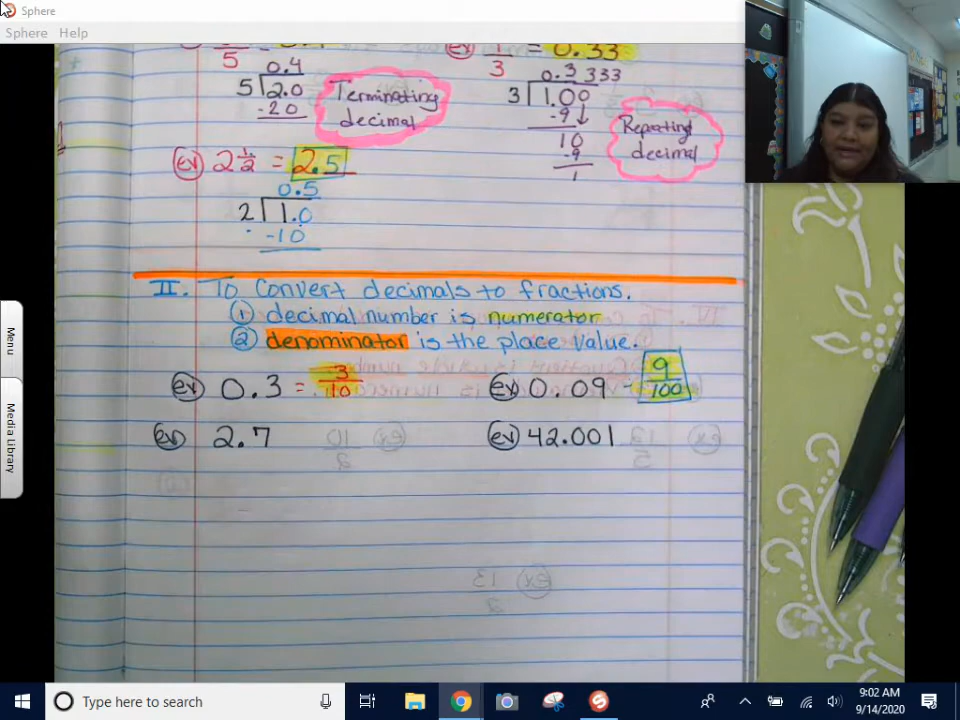 Sphere
Sphere Help
5
1
3
= 0.33
0.4
5 2.0
-20
Terminating
decimal
0.3 333
3 1.00
-9
10
-9
1
Repeating
decimal
ex 2 1/2 = 2.5
0.5
2 1.0
-10
II. To Convert decimals to fractions.
① decimal number is numerator
② denominator is the place value.
ex 0.3 = 3/10
ex 0.09 = 9/100
ex 2.7
ex 42.001
Menu
Media Library
Type here to search
9:02 AM
9/14/2020